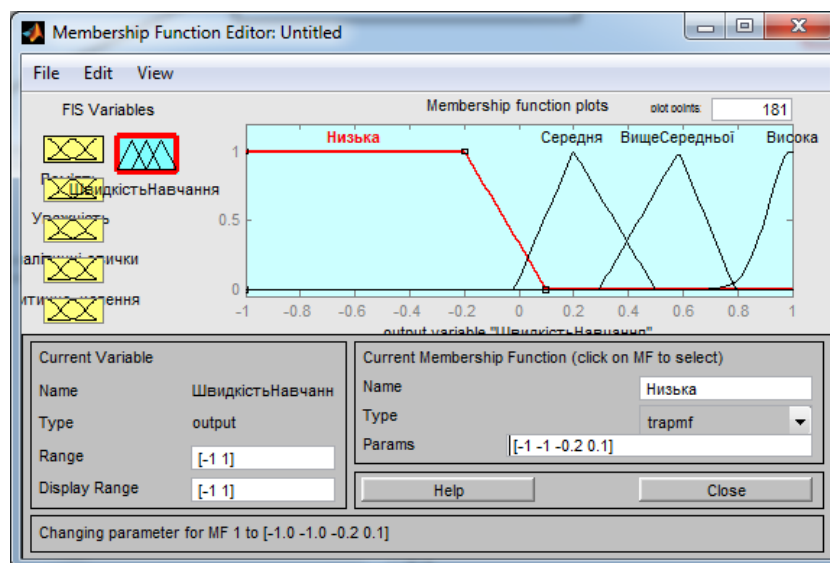 Membership Function Editor: Untitled
File Edit View
FIS Variables
Membership function plots
plot points:
181
Низька
Середня
ВищеСередньої
Висока
ШвидкістьНавчання
1
0.5
0
-1 -0.8 -0.6 -0.4 -0.2 0 0.2 0.4 0.6 0.8 1
output variable "ШвидкістьНавчання"
Current Variable
Name ШвидкістьНавчанн
Type output
Range [-1 1]
Display Range [-1 1]
Current Membership Function (click on MF to select)
Name Низька
Type trapmf
Params [-1 -1 -0.2 0.1]
Help Close
Changing parameter for MF 1 to [-1.0 -1.0 -0.2 0.1]